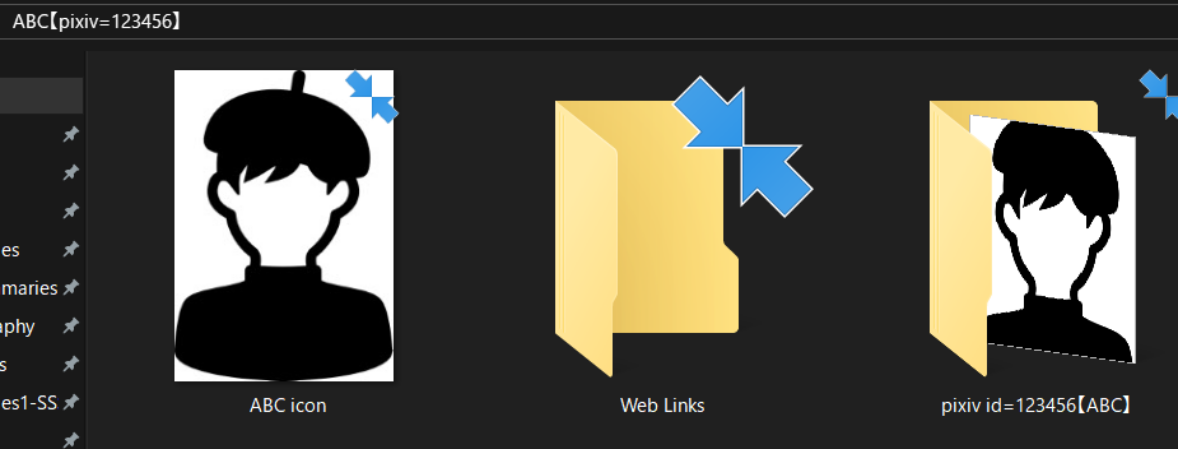 ABC【pixiv=123456】
es
maries
aphy
s
es1-SS
ABC icon
Web Links
pixiv id=123456【ABC】